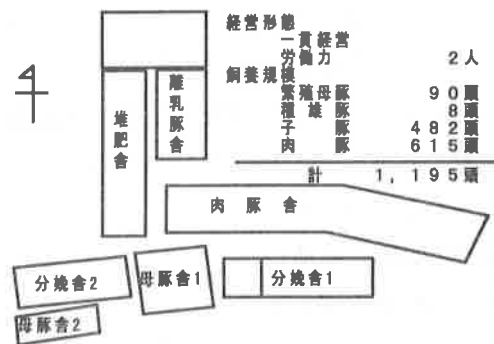 経営形態
一貫経営
労働力 2人
飼養規模
繁殖母豚 90頭
種雄豚 8頭
子豚 482頭
肉豚 615頭
計 1,195頭
離乳豚舎
堆肥舎
肉豚舎
分娩舎2
母豚舎1
分娩舎1
母豚舎2